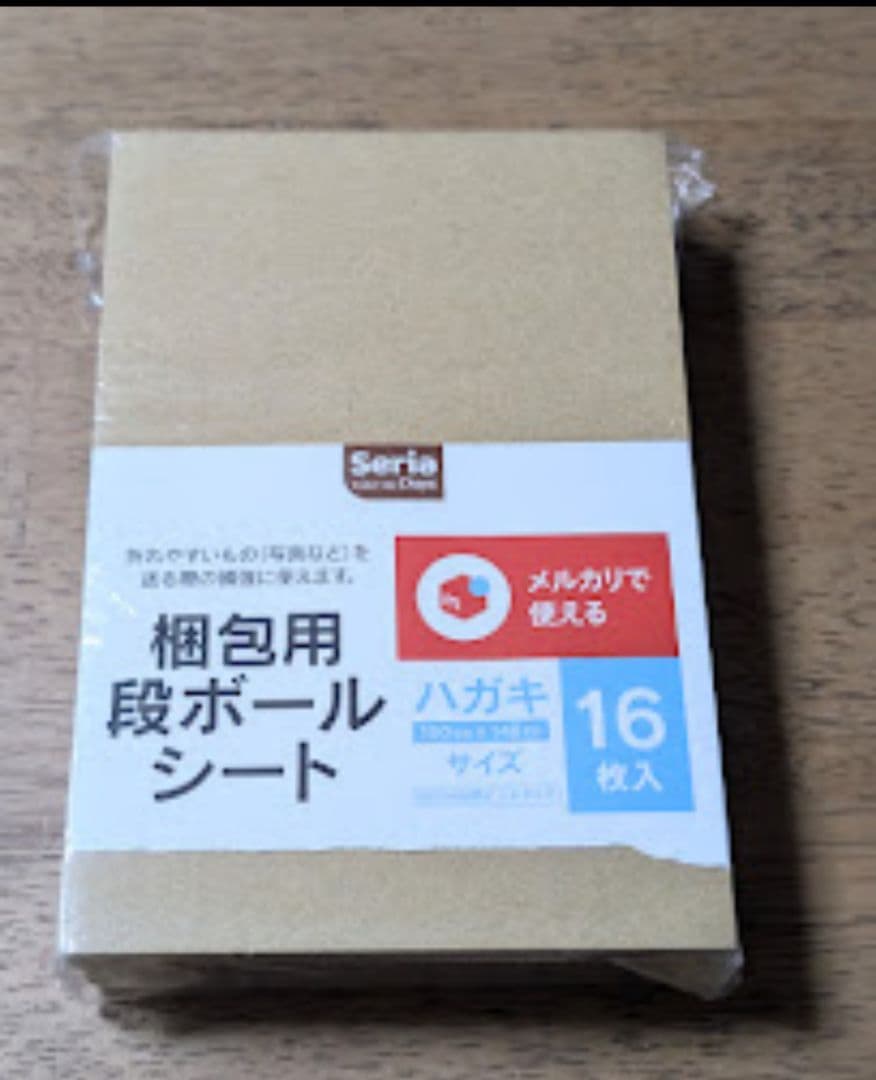 Seria
折れやすいもの(写真など)を
送る際の補強に使えます。
梱包用
段ボール
シート
メルカリで
使える
ハガキ
サイズ
16
枚入